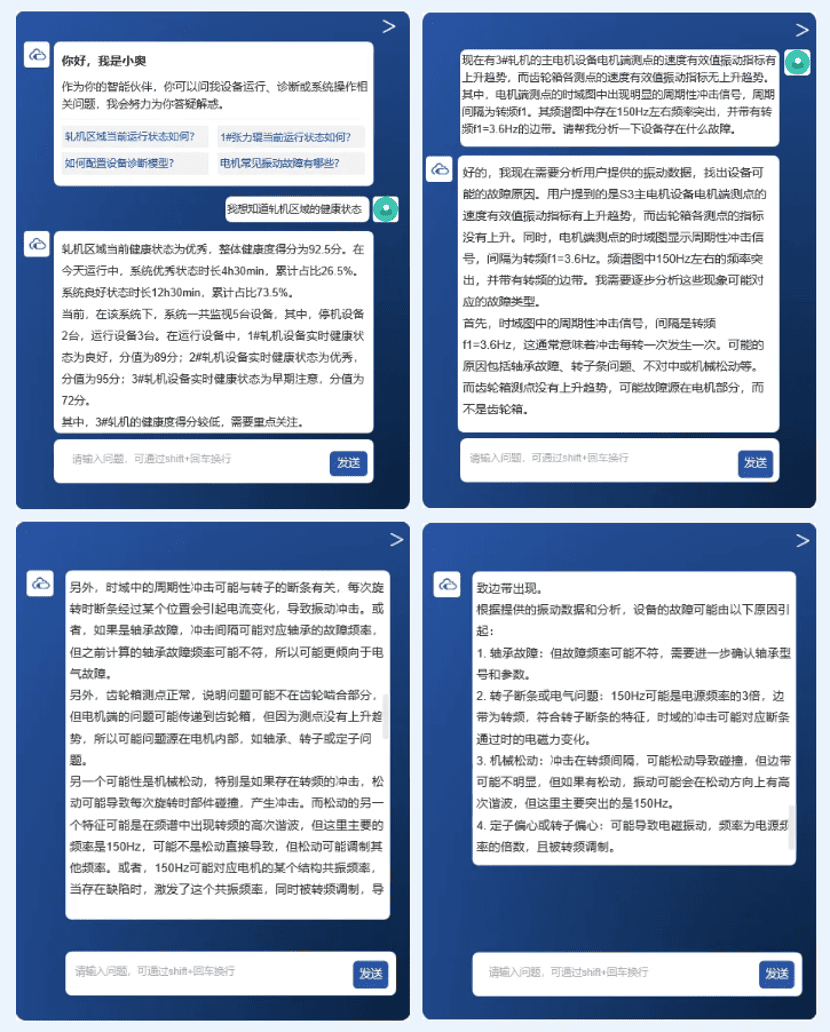 >
你好，我是小奥
作为你的智能伙伴，你可以问我设备运行、诊断或系统操作相
关问题，我会努力为你答疑解惑。
轧机区域当前运行状态如何？
1#张力辊当前运行状态如何？
如何配置设备诊断模型？
电机常见振动故障有哪些？
我想知道轧机区域的健康状态
轧机区域当前健康状态为优秀，整体健康度得分为92.5分。在
今天运行中，系统优秀状态时长4h30min，累计占比26.5%。
系统良好状态时长12h30min，累计占比73.5%。
当前，在该系统下，系统一共监视5台设备，其中，停机设备
2台，运行设备3台。在运行设备中，1#轧机设备实时健康状
态为良好，分值为89分；2#轧机设备实时健康状态为优秀，
分值为95分；3#轧机设备实时健康状态为早期注意，分值为
72分。
其中，3#轧机的健康度得分较低，需要重点关注。
请输入问题，可通过shift+回车换行
发送
>
现在有3#轧机的主电机设备电机端测点的速度有效值振动指标有
上升趋势，而齿轮箱各测点的速度有效值振动指标无上升趋势。
其中，电机端测点的时域图中出现明显的周期性冲击信号，周期
间隔为转频f1。其频谱图中存在150Hz左右频率突出，并带有转
频f1=3.6Hz的边带。请帮我分析一下设备存在什么故障。
好的，我现在需要分析用户提供的振动数据，找出设备可
能的故障原因。用户提到的是S3主电机设备电机端测点的
速度有效值振动指标有上升趋势，而齿轮箱各测点的指标
没有上升。同时，电机端测点的时域图显示周期性冲击信
号，间隔为转频f1=3.6Hz。频谱图中150Hz左右的频率突
出，并带有转频的边带。我需要逐步分析这些现象可能对
应的故障类型。
首先，时域图中的周期性冲击信号，间隔是转频
f1=3.6Hz，这通常意味着冲击每转一次发生一次。可能的
原因包括轴承故障、转子条问题、不对中或机械松动等。
而齿轮箱测点没有上升趋势，可能故障源在电机部分，而
不是齿轮箱。
请输入问题，可通过shift+回车换行
发送
>
另外，时域中的周期性冲击可能与转子的断条有关，每次旋
转时断条经过某个位置会引起电流变化，导致振动冲击。或
者，如果是轴承故障，冲击间隔可能对应轴承的故障频率，
但之前计算的轴承故障频率可能不符，所以可能更倾向于电
气故障。
另外，齿轮箱测点正常，说明问题可能不在齿轮啮合部分，
但电机端的问题可能传递到齿轮箱，但因为测点没有上升趋
势，所以可能问题源在电机内部，如轴承、转子或定子问
题。
另一个可能性是机械松动，特别是如果存在转频的冲击，松
动可能导致每次旋转时部件碰撞，产生冲击。而松动的另一
个特征可能是在频谱中出现转频的高次谐波，但这里主要的
频率是150Hz，可能不是松动直接导致，但松动可能调制其
他频率。或者，150Hz可能对应电机的某个结构共振频率，
当存在缺陷时，激发了这个共振频率，同时被转频调制，导
请输入问题，可通过shift+回车换行
发送
>
致边带出现。
根据提供的振动数据和分析，设备的故障可能由以下原因引
起：
1. 轴承故障：但故障频率可能不符，需要进一步确认轴承型
号和参数。
2. 转子断条或电气问题：150Hz可能是电源频率的3倍，边
带为转频，符合转子断条的特征，时域的冲击可能对应断条
通过时的电磁力变化。
3. 机械松动：冲击在转频间隔，可能松动导致碰撞，但边带
可能不明显，但如果有松动，振动可能会在松动方向上有高
次谐波，但这里主要突出的是150Hz。
4. 定子偏心或转子偏心：可能导致电磁振动，频率为电源频
率的倍数，且被转频调制。
请输入问题，可通过shift+回车换行
发送